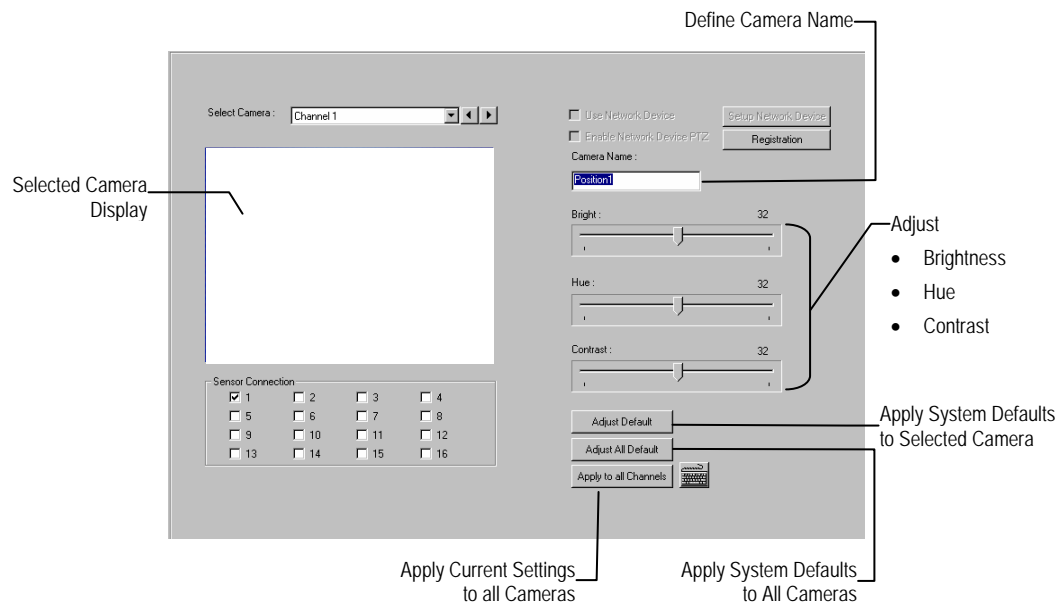 Define Camera Name
Select Camera : Channel 1
Use Network Device Setup Network Device
Enable Network Device PTZ Registration
Camera Name :
Position1
Selected Camera
Display
Bright : 32
Hue : 32
Contrast : 32
Adjust
• Brightness
• Hue
• Contrast
Sensor Connection
1 2 3 4
5 6 7 8
9 10 11 12
13 14 15 16
Adjust Default
Adjust All Default
Apply to all Channels
Apply System Defaults
to Selected Camera
Apply Current Settings
to all Cameras
Apply System Defaults
to All Cameras